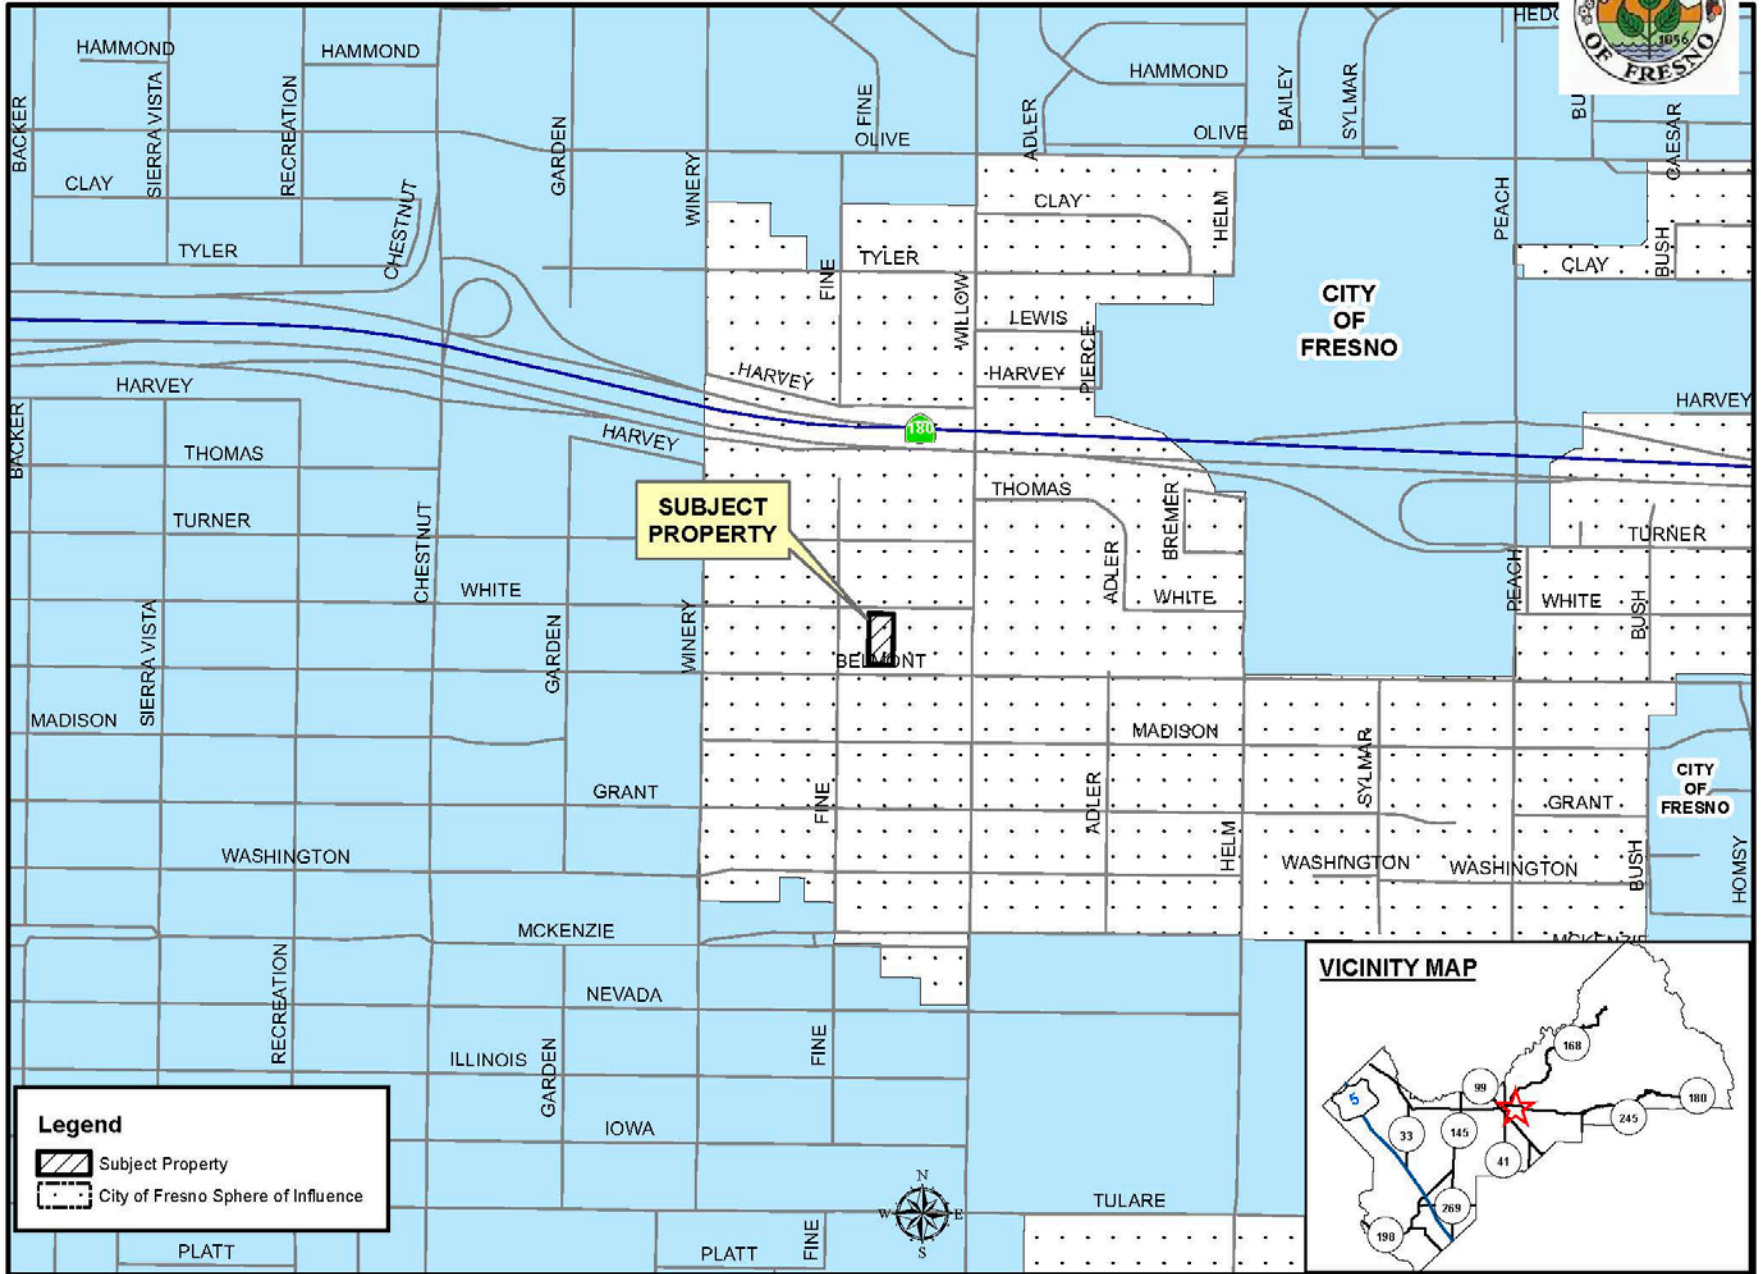 HEDG
1856
OF FRESNO
HAMMOND
HAMMOND
HAMMOND
BACKER
SIERRA VISTA
RECREATION
GARDEN
FINE
OLIVE
ADLER
OLIVE
BAILEY
SYLMAR
BU
CAESAR
CLAY
CHESTNUT
WINERY
CLAY
HELM
PEACH
TYLER
FINE
TYLER
WILLOW
CLAY
BUSH
CITY
OF
FRESNO
LEWIS
PIERCE
HARVEY
HARVEY
HARVEY
HARVEY
180
HARVEY
BACKER
THOMAS
SUBJECT
PROPERTY
THOMAS
BREMER
TURNER
CHESTNUT
TURNER
ADLER
PEACH
WHITE
WHITE
WHITE
BUSH
SIERRA VISTA
GARDEN
WINERY
BELMONT
MADISON
MADISON
SYLMAR
CITY
OF
FRESNO
GRANT
FINE
ADLER
GRANT
WASHINGTON
HELM
WASHINGTON
WASHINGTON
BUSH
HOMSY
MCKENZIE
MCKENZIE
RECREATION
NEVADA
ILLINOIS
GARDEN
FINE
IOWA
TULARE
PLATT
PLATT
FINE
N
W
E
S
Legend
Subject Property
City of Fresno Sphere of Influence
VICINITY MAP
168
99
5
180
245
33
145
41
269
198